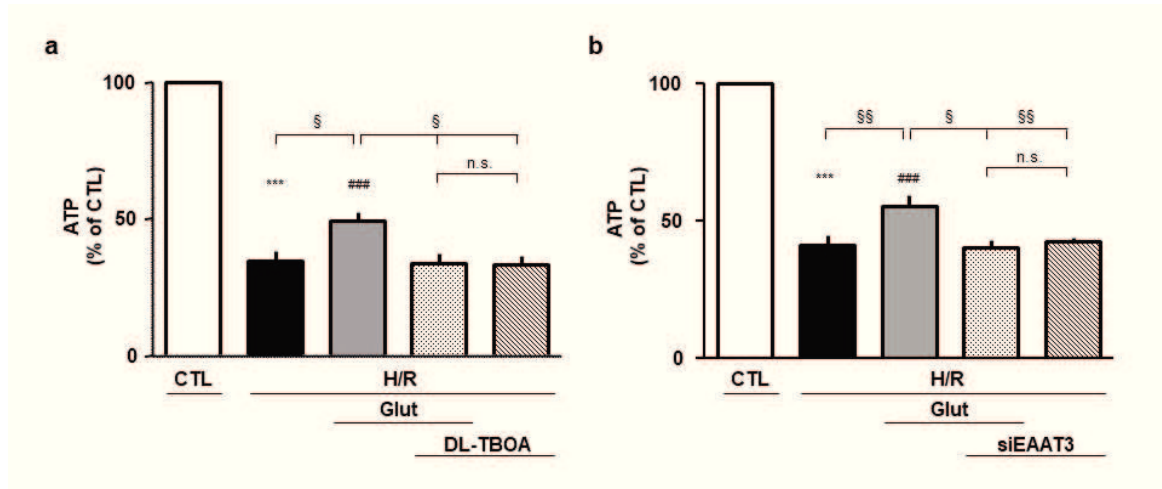 a
100
50
0
ATP
(% of CTL)
§
§
n.s.
***
###
CTL
H/R
Glut
DL-TBOA
b
100
50
0
ATP
(% of CTL)
§§
§
§§
n.s.
***
###
CTL
H/R
Glut
siEAAT3